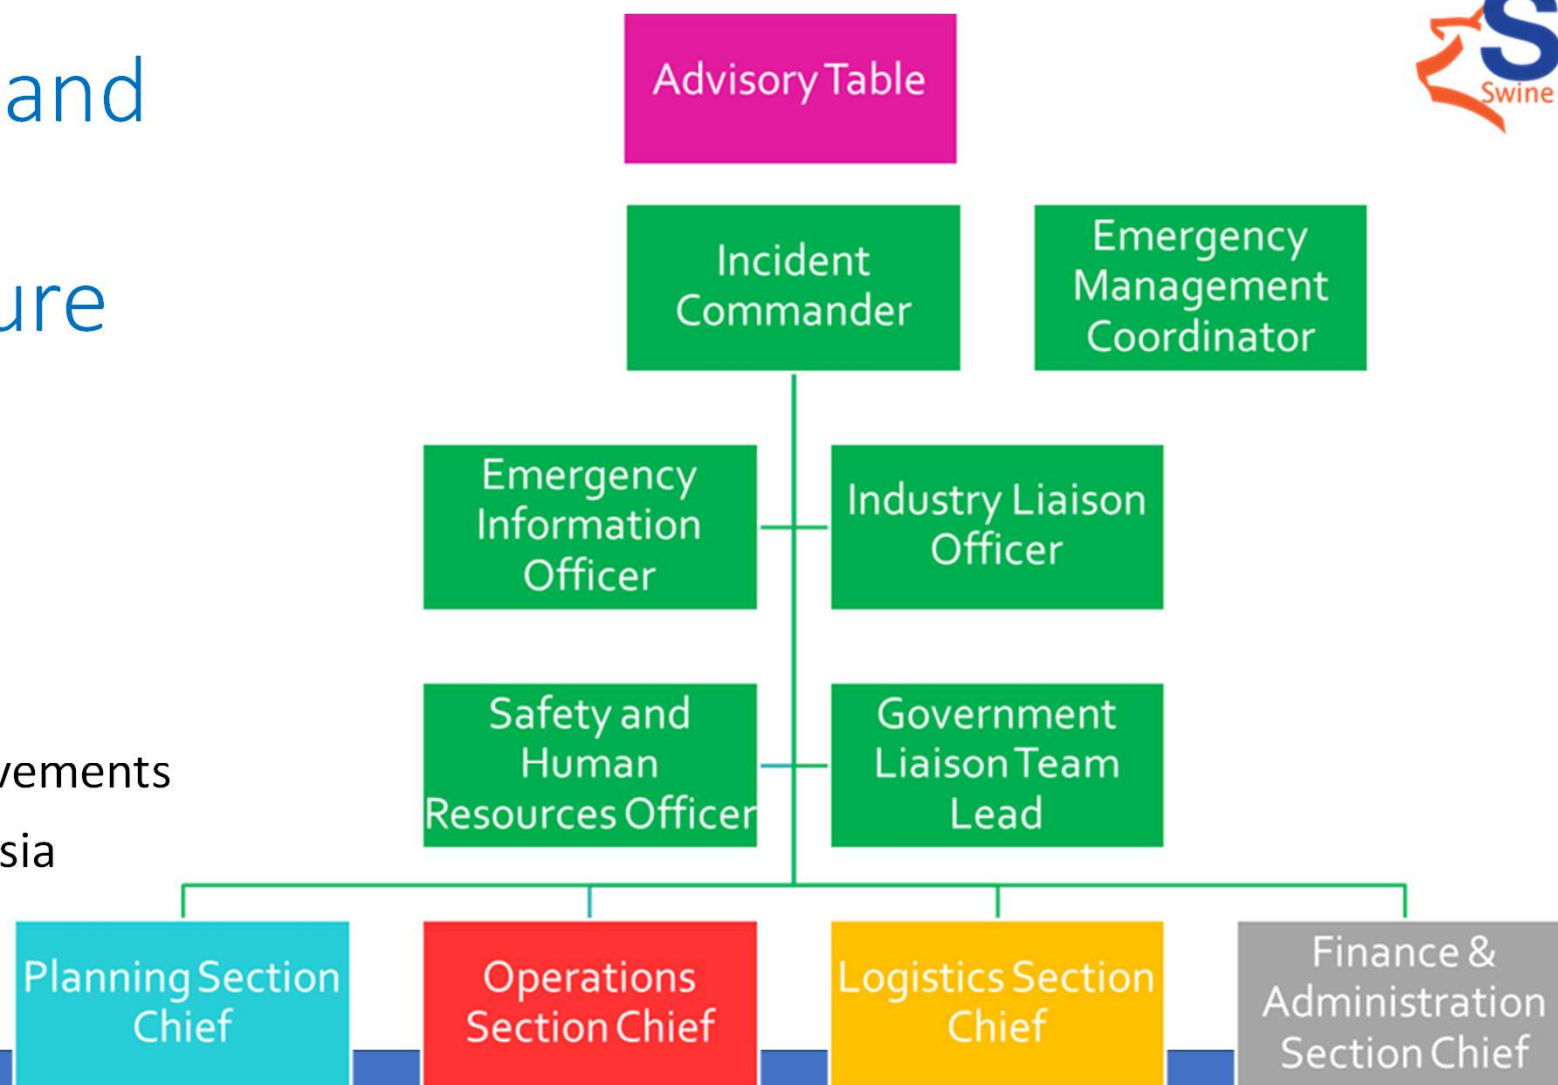 and
ure
vements
sia
S
Swine
Advisory Table
Incident
Commander
Emergency
Management
Coordinator
Emergency
Information
Officer
Industry Liaison
Officer
Safety and
Human
Resources Officer
Government
Liaison Team
Lead
Planning Section
Chief
Operations
Section Chief
Logistics Section
Chief
Finance &
Administration
Section Chief